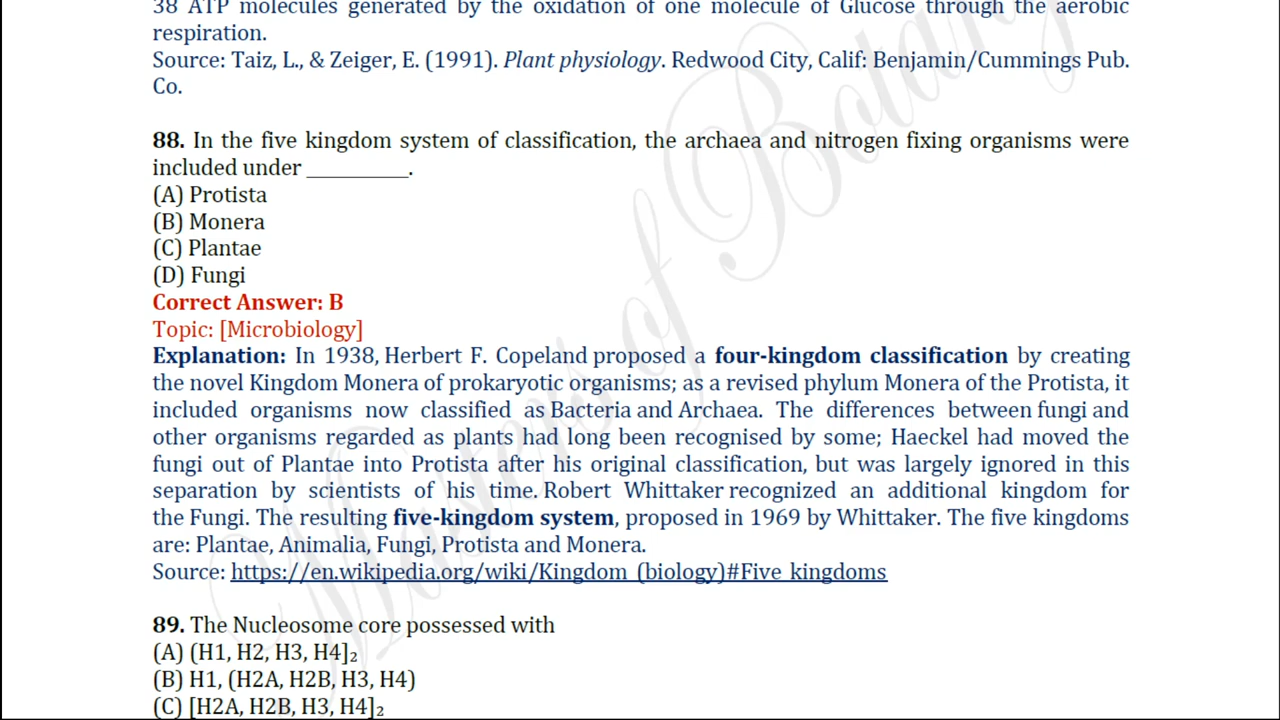 38 ATP molecules generated by the oxidation of one molecule of Glucose through the aerobic
respiration.
Source: Taiz, L., & Zeiger, E. (1991). Plant physiology. Redwood City, Calif: Benjamin/Cummings Pub.
Co.
88. In the five kingdom system of classification, the archaea and nitrogen fixing organisms were
included under _________.
(A) Protista
(B) Monera
(C) Plantae
(D) Fungi
Correct Answer: B
Topic: [Microbiology]
Explanation: In 1938, Herbert F. Copeland proposed a four-kingdom classification by creating
the novel Kingdom Monera of prokaryotic organisms; as a revised phylum Monera of the Protista, it
included organisms now classified as Bacteria and Archaea. The differences between fungi and
other organisms regarded as plants had long been recognised by some; Haeckel had moved the
fungi out of Plantae into Protista after his original classification, but was largely ignored in this
separation by scientists of his time. Robert Whittaker recognized an additional kingdom for
the Fungi. The resulting five-kingdom system, proposed in 1969 by Whittaker. The five kingdoms
are: Plantae, Animalia, Fungi, Protista and Monera.
Source: https://en.wikipedia.org/wiki/Kingdom_(biology)#Five_kingdoms
89. The Nucleosome core possessed with
(A) (H1, H2, H3, H4]₂
(B) H1, (H2A, H2B, H3, H4)
(C) [H2A, H2B, H3, H4]₂
Masters of Botany